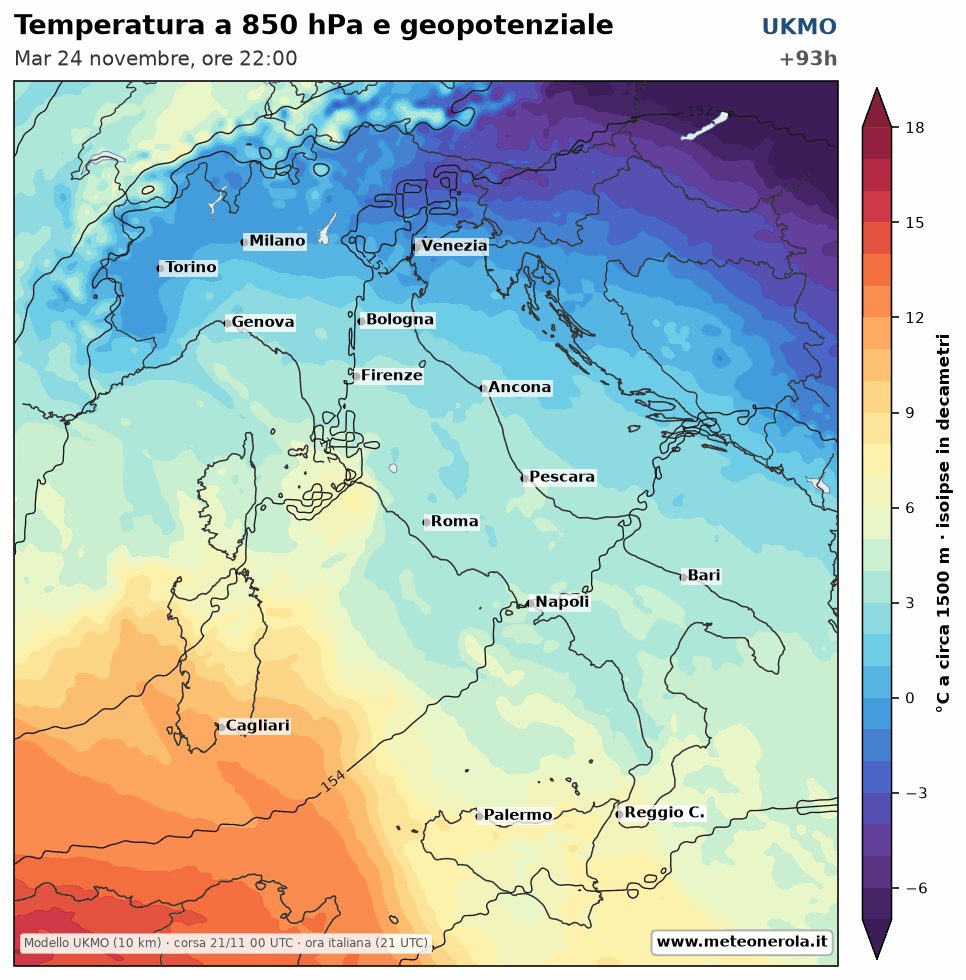 Temperatura a 850 hPa e geopotenziale
UKMO
Mar 24 novembre, ore 22:00
+93h
152
Milano
Venezia
Torino
152
Genova
Bologna
Firenze
Ancona
Pescara
Roma
Bari
Napoli
Cagliari
154
Palermo
Reggio C.
Modello UKMO (10 km) · corsa 21/11 00 UTC · ora italiana (21 UTC)
www.meteonerola.it
18
15
12
9
6
3
0
−3
−6
°C a circa 1500 m · isoipse in decametri